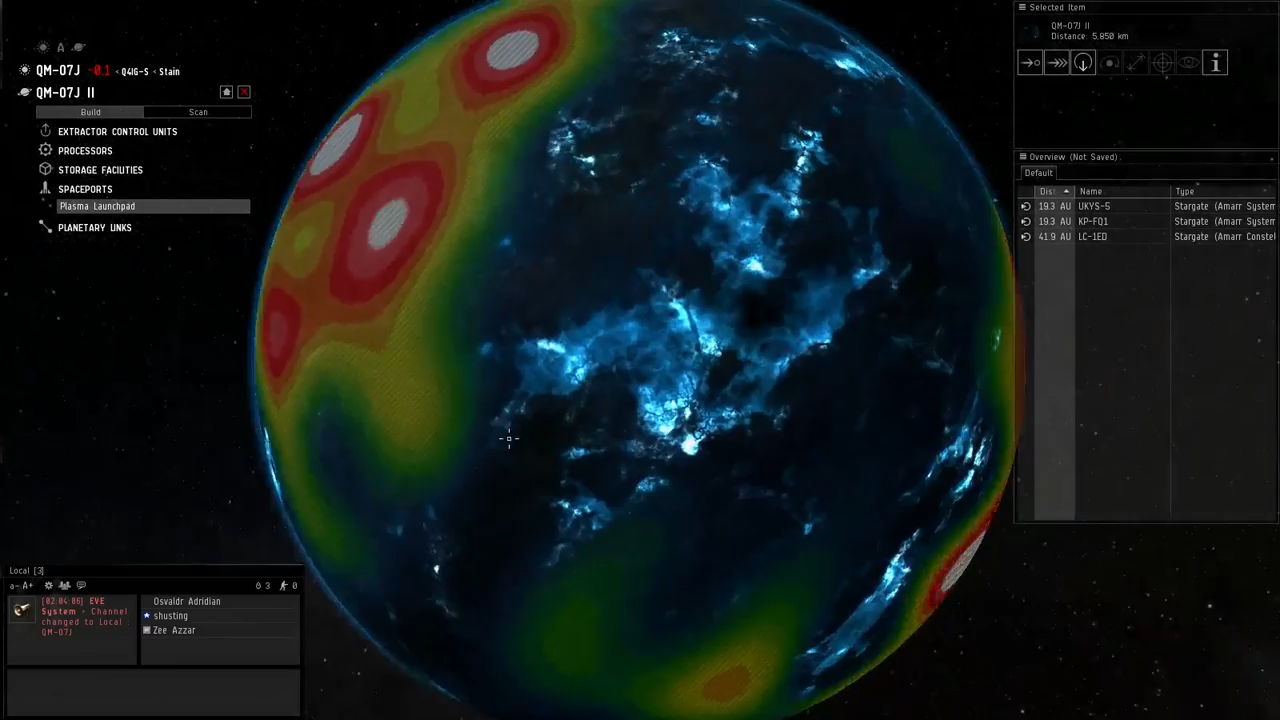 A
QM-07J -0.1 ‹ Q4IG-S ‹ Stain
QM-07J II
Build Scan
EXTRACTOR CONTROL UNITS
PROCESSORS
STORAGE FACILITIES
SPACEPORTS
Plasma Launchpad
PLANETARY LINKS
Selected Item
QM-07J II
Distance: 5.850 km
Overview (Not Saved)
Default
Dist Name Type
19.3 AU UKYS-5 Stargate (Amarr System
19.3 AU KP-FQ1 Stargate (Amarr System
41.9 AU LC-1ED Stargate (Amarr Constel
Local [3]
a- A+ 3 0
[02:04:06] EVE
System > Channel
changed to Local :
QM-07J
Osvaldr Adridian
shusting
Zee Azzar